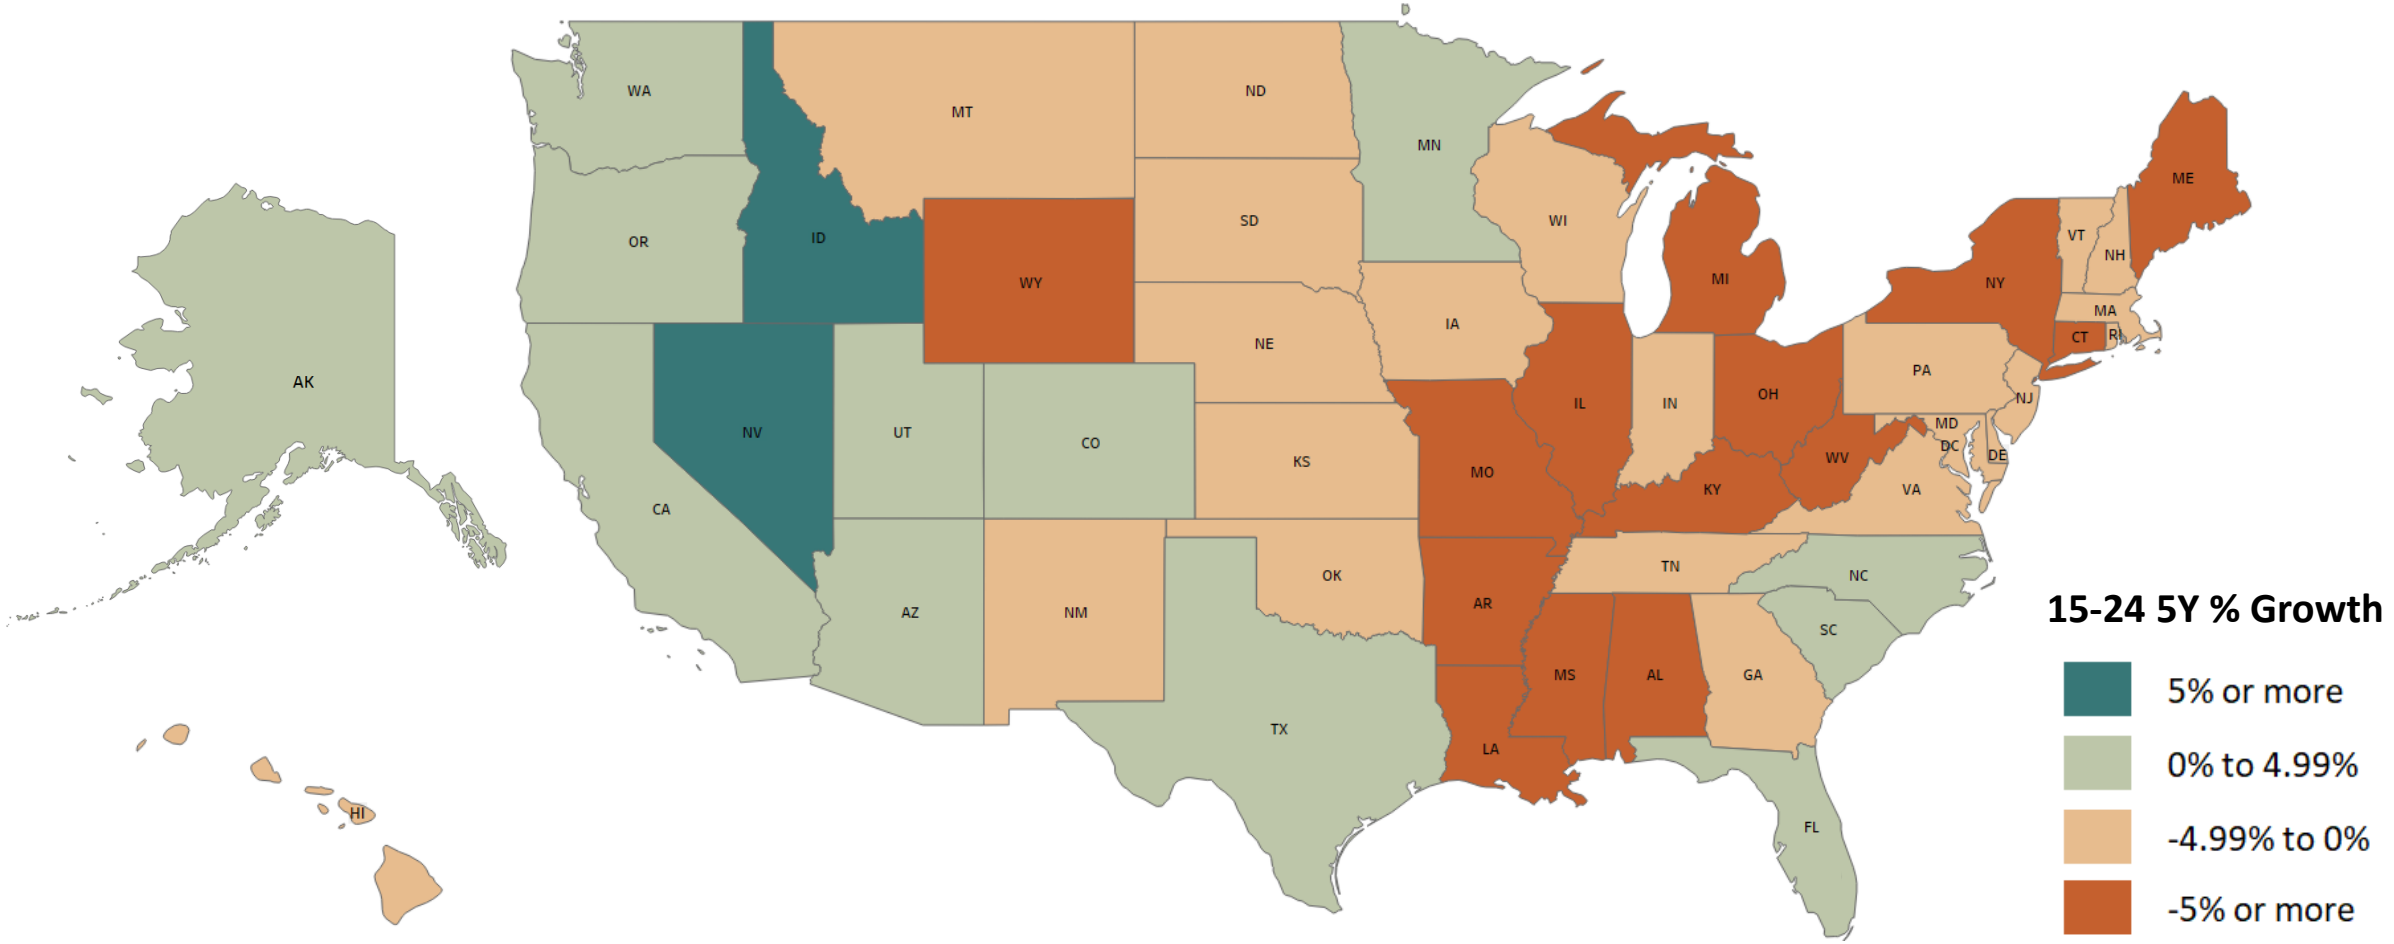 WA
MT
ND
MN
ME
OR
ID
SD
WI
VT
NH
WY
MI
NY
MA
IA
CT
RI
NE
PA
AK
NV
UT
CO
IL
IN
OH
NJ
MD
DC
DE
KS
MO
WV
KY
VA
CA
AZ
NM
OK
AR
TN
NC
SC
MS
AL
GA
TX
LA
FL
HI
15-24 5Y % Growth
5% or more
0% to 4.99%
-4.99% to 0%
-5% or more